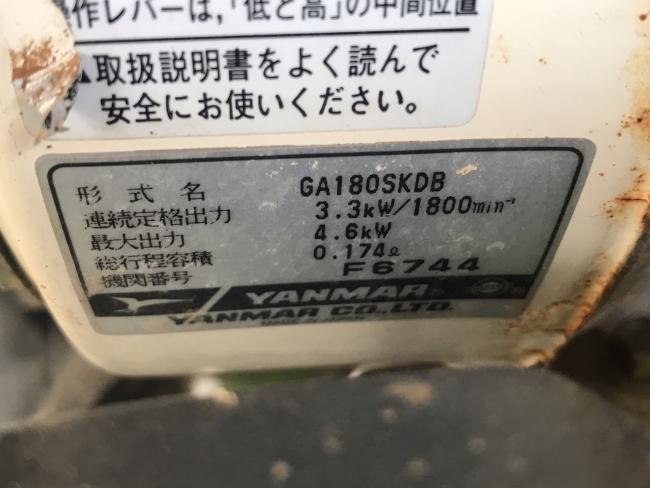 操作レバーは,「低と高」の中間位置
取扱説明書をよく読んで
安全にお使いください。
形式名 GA180SKDB
連続定格出力 3.3kW/1800min⁻¹
最大出力 4.6kW
総行程容積 0.174ℓ
機関番号 F6744
YANMAR®
YANMAR CO.,LTD.
MADE IN JAPAN